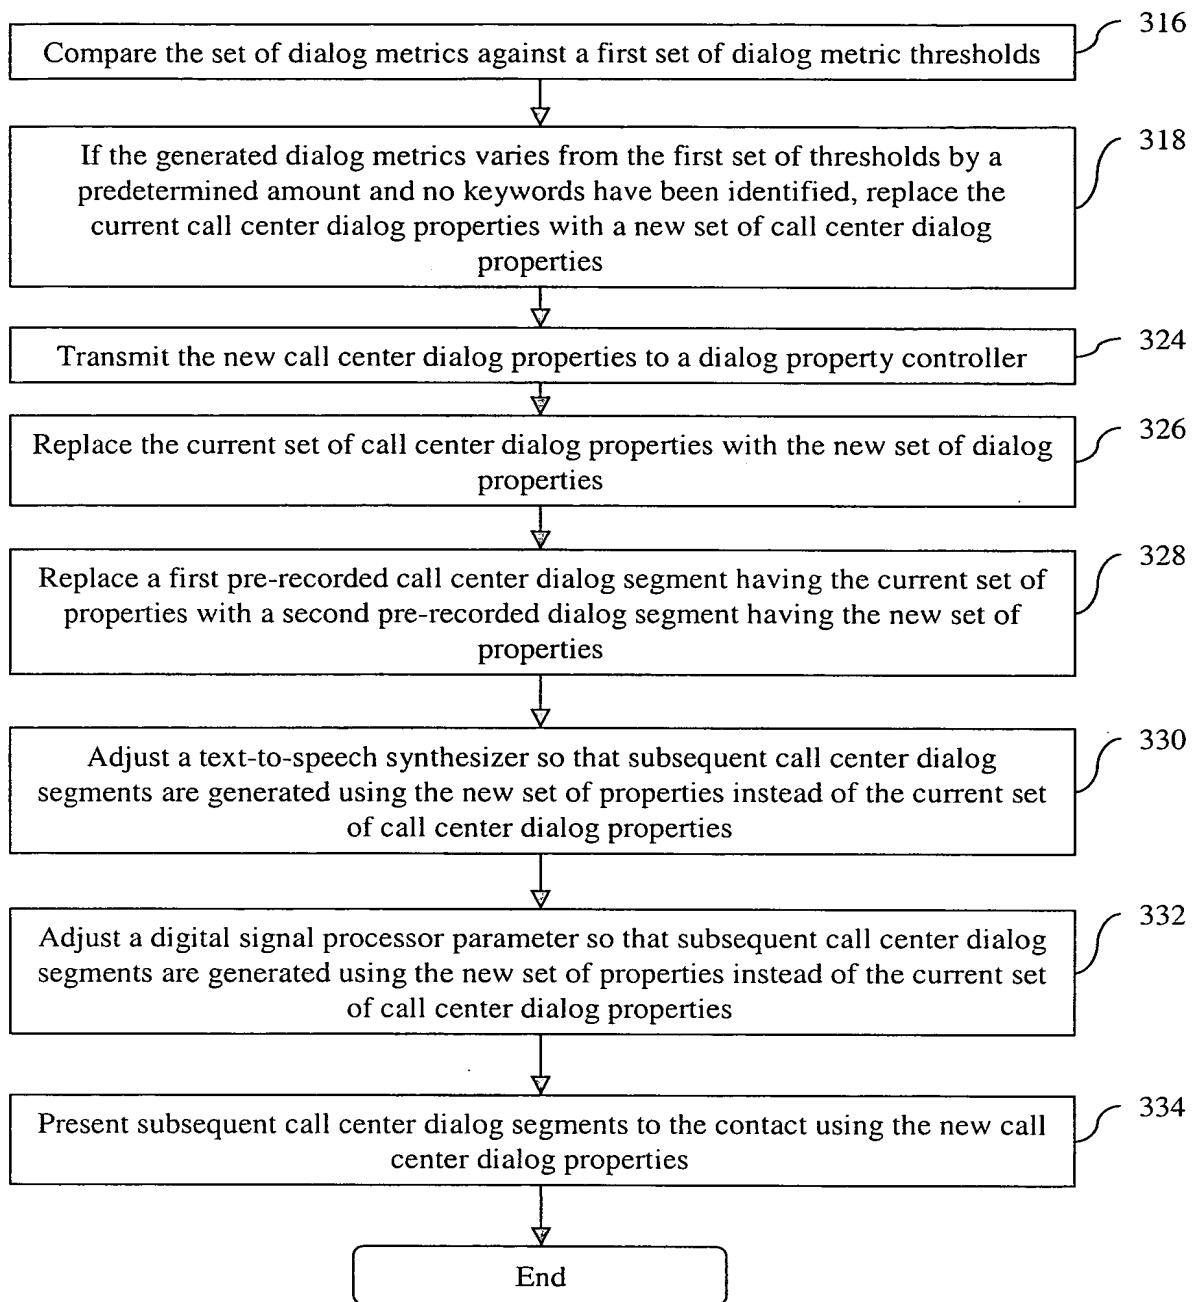 316
Compare the set of dialog metrics against a first set of dialog metric thresholds
318
If the generated dialog metrics varies from the first set of thresholds by a
predetermined amount and no keywords have been identified, replace the
current call center dialog properties with a new set of call center dialog
properties
324
Transmit the new call center dialog properties to a dialog property controller
326
Replace the current set of call center dialog properties with the new set of dialog
properties
328
Replace a first pre-recorded call center dialog segment having the current set of
properties with a second pre-recorded dialog segment having the new set of
properties
330
Adjust a text-to-speech synthesizer so that subsequent call center dialog
segments are generated using the new set of properties instead of the current set
of call center dialog properties
332
Adjust a digital signal processor parameter so that subsequent call center dialog
segments are generated using the new set of properties instead of the current set
of call center dialog properties
334
Present subsequent call center dialog segments to the contact using the new call
center dialog properties
End